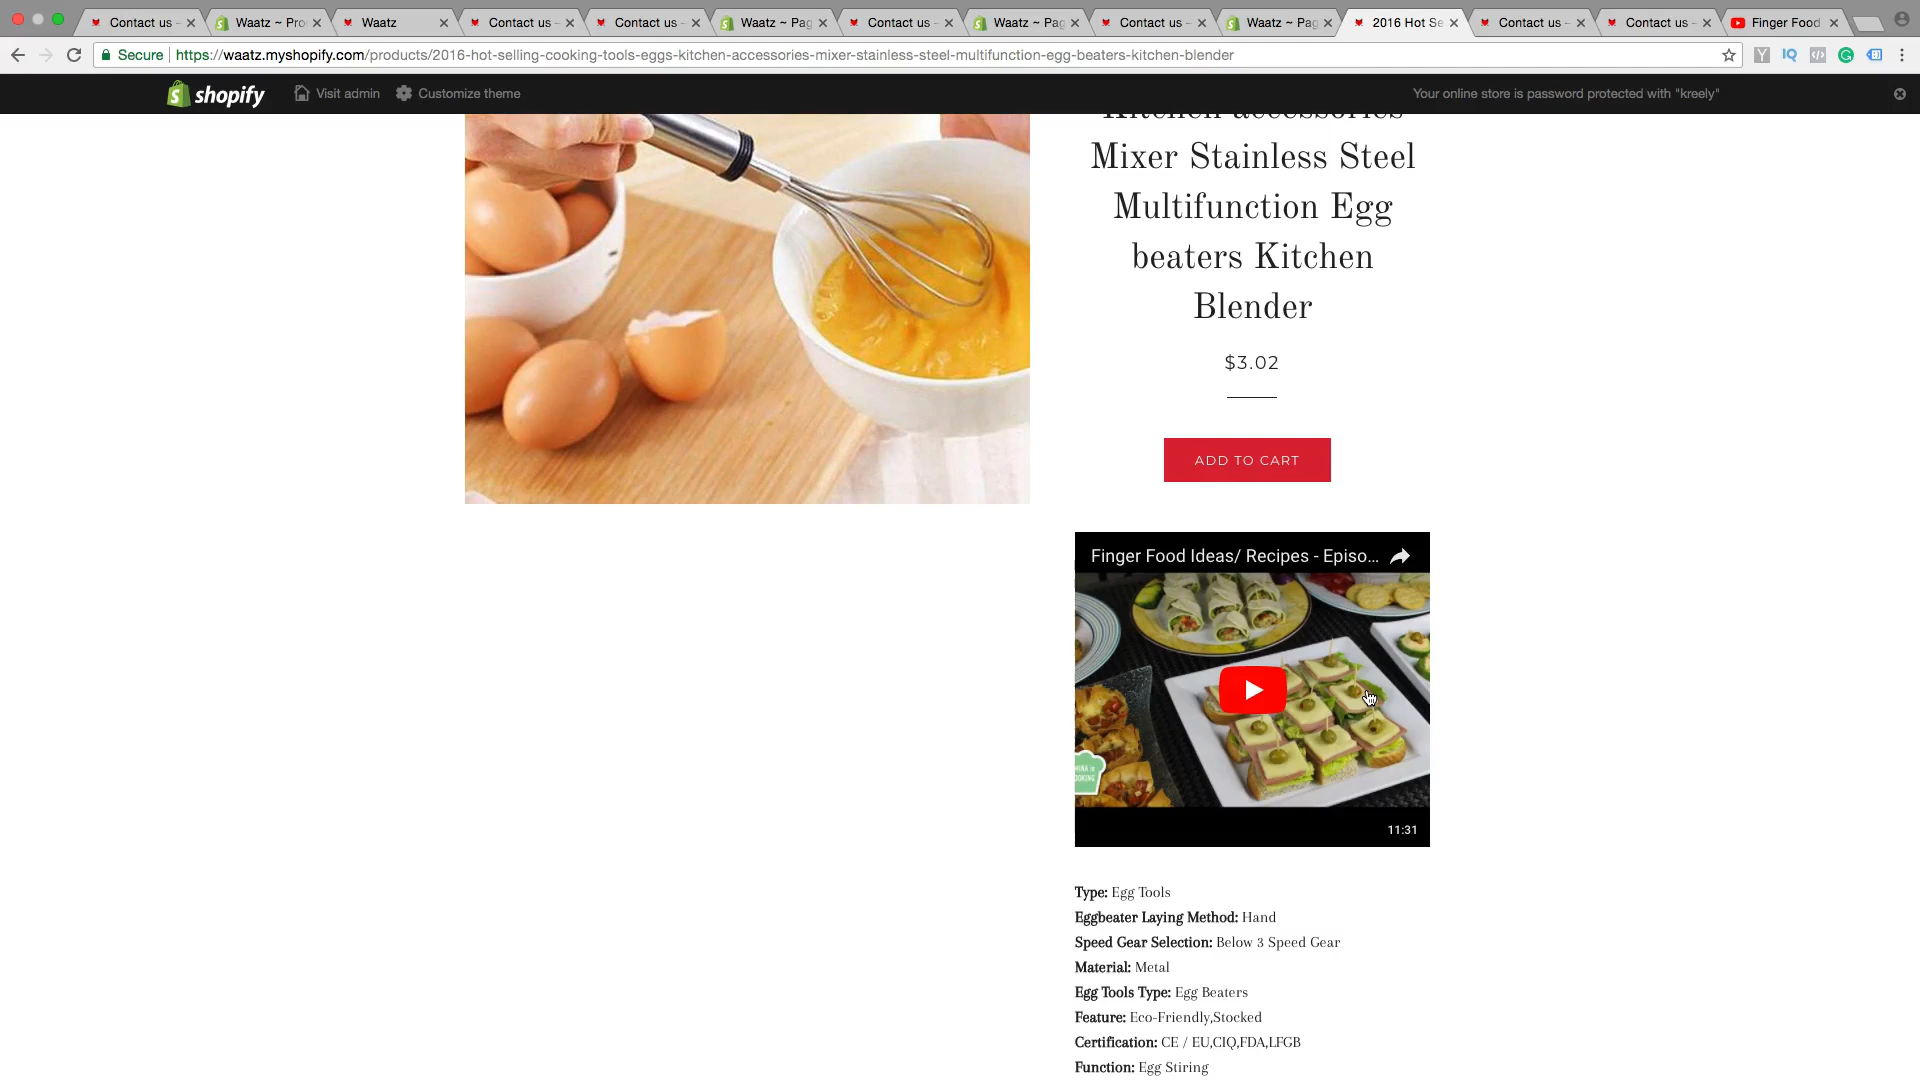 Contact us -
Waatz ~ Pro
Waatz
Contact us -
Contact us -
Waatz ~ Pag
Contact us -
Waatz ~ Pag
Contact us -
Waatz ~ Pag
2016 Hot Se
Contact us -
Contact us -
Finger Food
Secure
https://waatz.myshopify.com/products/2016-hot-selling-cooking-tools-eggs-kitchen-accessories-mixer-stainless-steel-multifunction-egg-beaters-kitchen-blender
shopify
Visit admin
Customize theme
Your online store is password protected with "kreely"
Kitchen accessories
Mixer Stainless Steel
Multifunction Egg
beaters Kitchen
Blender
$3.02
ADD TO CART
Finger Food Ideas/ Recipes - Episo...
11:31
Type: Egg Tools
Eggbeater Laying Method: Hand
Speed Gear Selection: Below 3 Speed Gear
Material: Metal
Egg Tools Type: Egg Beaters
Feature: Eco-Friendly,Stocked
Certification: CE / EU,CIQ,FDA,LFGB
Function: Egg Stiring